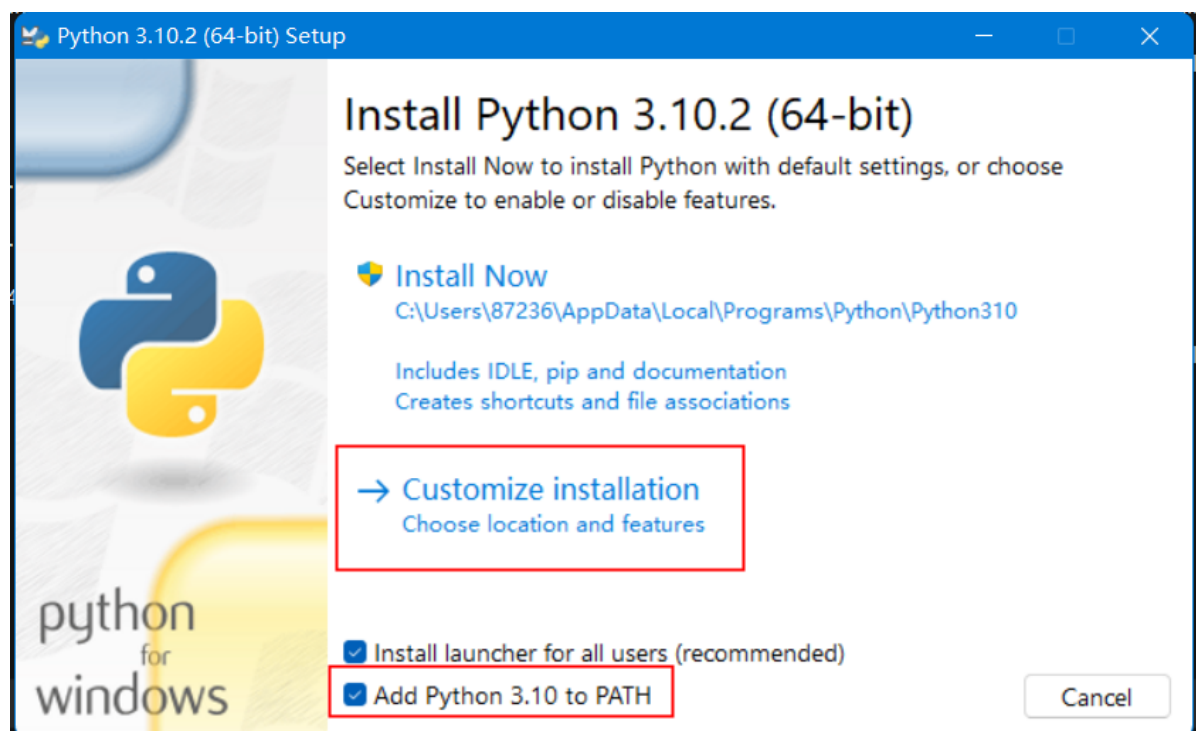 Python 3.10.2 (64-bit) Setup
Install Python 3.10.2 (64-bit)
Select Install Now to install Python with default settings, or choose
Customize to enable or disable features.
Install Now
C:\Users\87236\AppData\Local\Programs\Python\Python310
Includes IDLE, pip and documentation
Creates shortcuts and file associations
→ Customize installation
Choose location and features
python
for
windows
Install launcher for all users (recommended)
Add Python 3.10 to PATH
Cancel